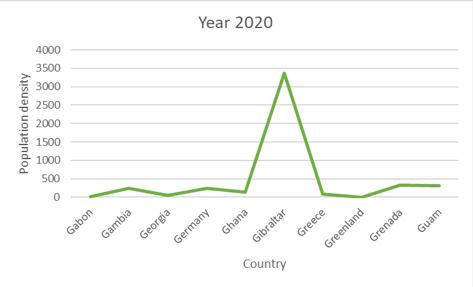 Year 2020
Population density
4000
3500
3000
2500
2000
1500
1000
500
0
Gabon
Gambia
Georgia
Germany
Ghana
Gibraltar
Greece
Greenland
Grenada
Guam
Country